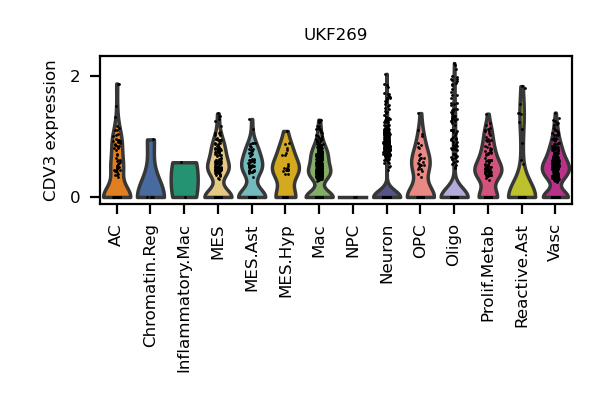 UKF269
CDV3 expression
2
0
AC
Chromatin.Reg
Inflammatory.Mac
MES
MES.Ast
MES.Hyp
Mac
NPC
Neuron
OPC
Oligo
Prolif.Metab
Reactive.Ast
Vasc